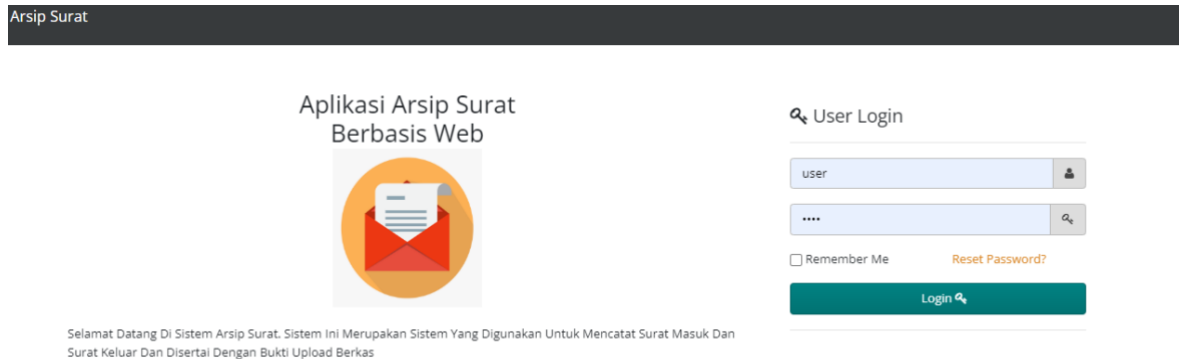 Arsip Surat
Aplikasi Arsip Surat
Berbasis Web
Selamat Datang Di Sistem Arsip Surat. Sistem Ini Merupakan Sistem Yang Digunakan Untuk Mencatat Surat Masuk Dan
Surat Keluar Dan Disertai Dengan Bukti Upload Berkas
User Login
user
••••
Remember Me
Reset Password?
Login